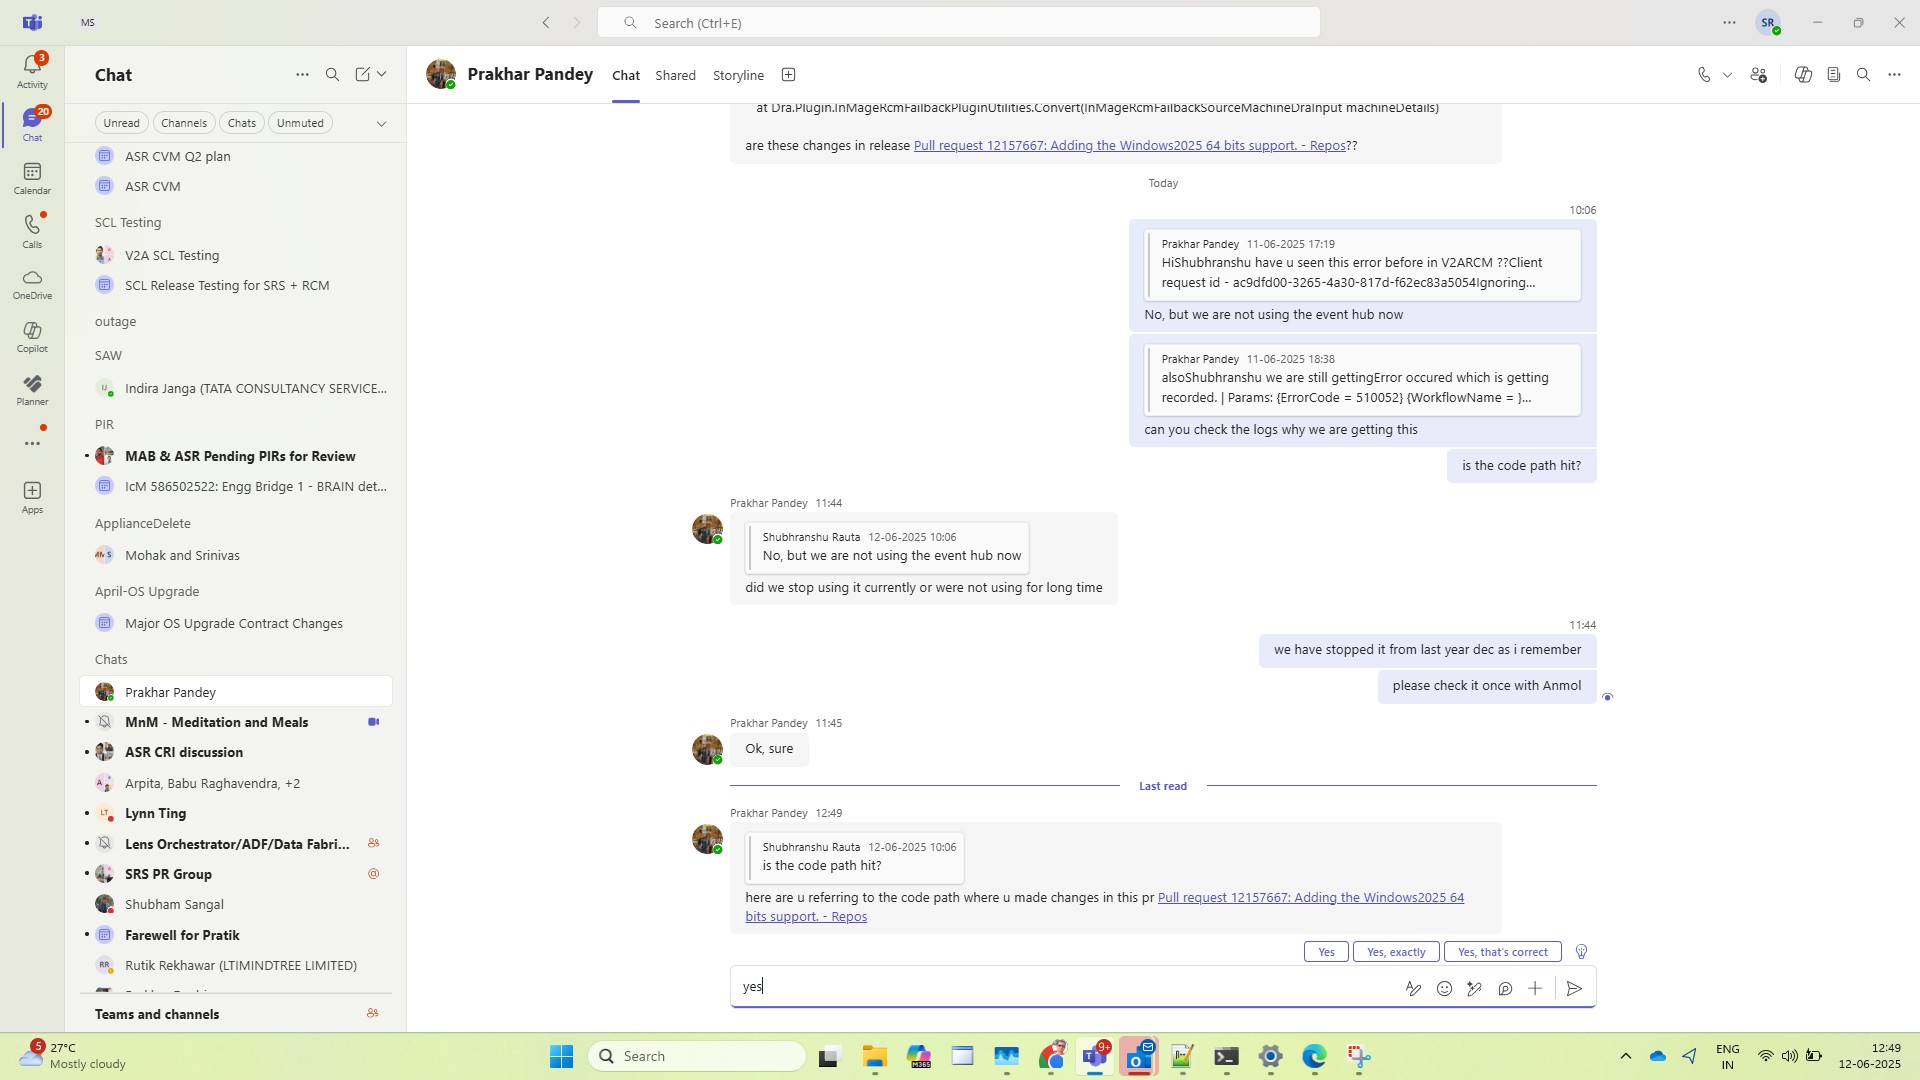 MS
Search (Ctrl+E)
SR
3
Activity
20
Chat
Calendar
Calls
OneDrive
Copilot
Planner
Apps
Chat
Unread
Channels
Chats
Unmuted
ASR CVM Q2 plan
ASR CVM
SCL Testing
V2A SCL Testing
SCL Release Testing for SRS + RCM
outage
SAW
IJ
Indira Janga (TATA CONSULTANCY SERVICE...
PIR
MAB & ASR Pending PIRs for Review
IcM 586502522: Engg Bridge 1 - BRAIN det...
ApplianceDelete
Mohak and Srinivas
April-OS Upgrade
Major OS Upgrade Contract Changes
Chats
Prakhar Pandey
MnM - Meditation and Meals
ASR CRI discussion
Arpita, Babu Raghavendra, +2
LT
Lynn Ting
Lens Orchestrator/ADF/Data Fabri...
SRS PR Group
Shubham Sangal
Farewell for Pratik
RR
Rutik Rekhawar (LTIMINDTREE LIMITED)
Teams and channels
Prakhar Pandey
Chat
Shared
Storyline
at Dra.Plugin.InMageRcmFailbackPluginUtilities.Convert(InMageRcmFailbackSourceMachineDraInput machineDetails)
are these changes in release Pull request 12157667: Adding the Windows2025 64 bits support. - Repos??
Today
10:06
Prakhar Pandey 11-06-2025 17:19
HiShubhranshu have u seen this error before in V2ARCM ??Client
request id - ac9dfd00-3265-4a30-817d-f62ec83a5054Ignoring...
No, but we are not using the event hub now
Prakhar Pandey 11-06-2025 18:38
alsoShubhranshu we are still gettingError occured which is getting
recorded. | Params: {ErrorCode = 510052} {WorkflowName = }...
can you check the logs why we are getting this
is the code path hit?
Prakhar Pandey 11:44
Shubhranshu Rauta 12-06-2025 10:06
No, but we are not using the event hub now
did we stop using it currently or were not using for long time
11:44
we have stopped it from last year dec as i remember
please check it once with Anmol
Prakhar Pandey 11:45
Ok, sure
Last read
Prakhar Pandey 12:49
Shubhranshu Rauta 12-06-2025 10:06
is the code path hit?
here are u referring to the code path where u made changes in this pr Pull request 12157667: Adding the Windows2025 64
bits support. - Repos
Yes
Yes, exactly
Yes, that's correct
yes
5
27°C
Mostly cloudy
Search
M365
9+
ENG
IN
12:49
12-06-2025